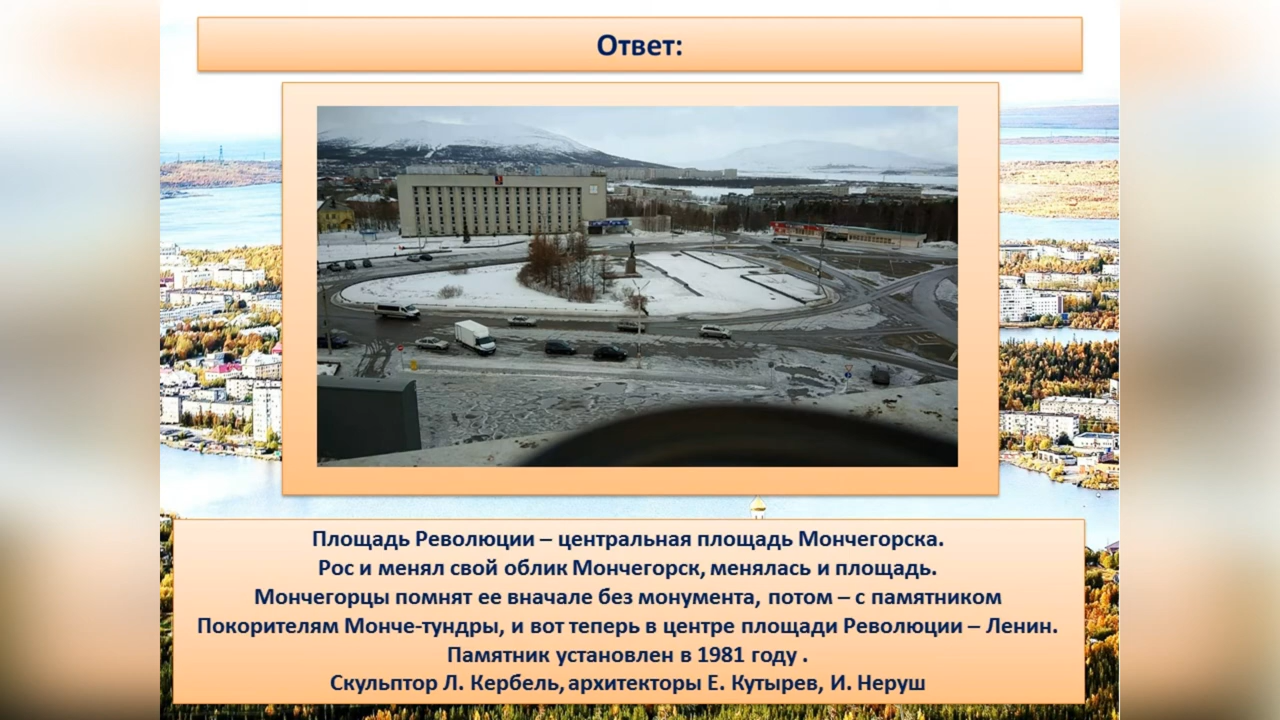 Ответ:
Площадь Революции – центральная площадь Мончегорска.
Рос и менял свой облик Мончегорск, менялась и площадь.
Мончегорцы помнят ее вначале без монумента, потом – с памятником
Покорителям Монче-тундры, и вот теперь в центре площади Революции – Ленин.
Памятник установлен в 1981 году .
Скульптор Л. Кербель, архитекторы Е. Кутырев, И. Неруш